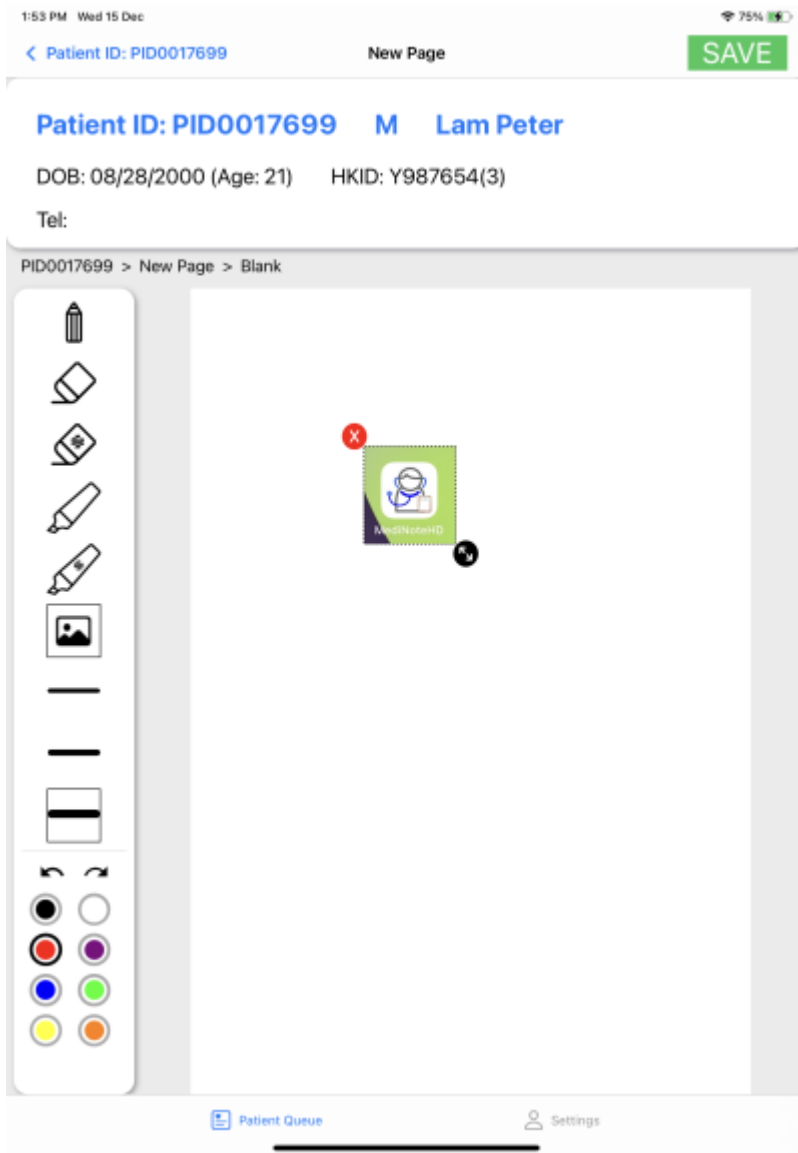 1:53 PM Wed 15 Dec 75%
Patient ID: PID0017699 New Page SAVE
Patient ID: PID0017699 M Lam Peter
DOB: 08/28/2000 (Age: 21) HKID: Y987654(3)
Tel:
PID0017699 > New Page > Blank
X
MediNoteHD
Patient Queue Settings